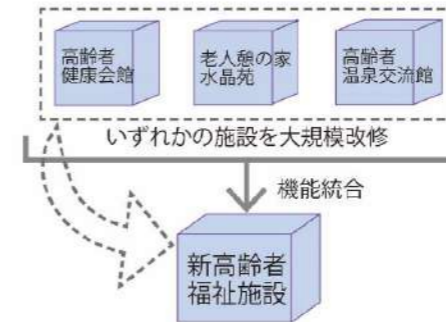 高齢者
健康会館
老人憩の家
水晶苑
高齢者
温泉交流館
いずれかの施設を大規模改修
機能統合
新高齢者
福祉施設